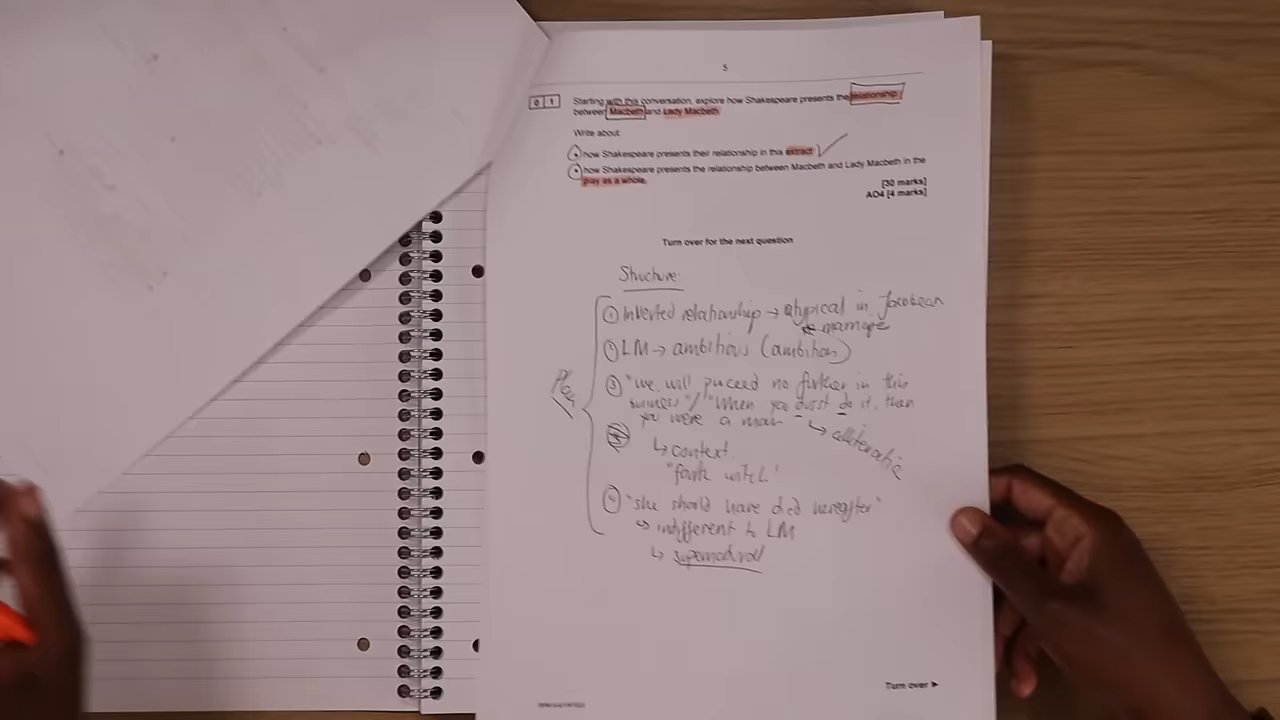 5
0 1
Starting with this conversation, explore how Shakespeare presents the relationship
between Macbeth and Lady Macbeth
Write about:
• how Shakespeare presents their relationship in this extract
• how Shakespeare presents the relationship between Macbeth and Lady Macbeth in the
play as a whole.
[30 marks]
AO4 [4 marks]
Turn over for the next question
Structure:
① Inverted relationship → atypical in Jacobean
marriage
② LM → ambitious (ambition)
③ "we will proceed no further in this
business"/ "When you durst do it, then
you were a man
↳ alliteration
↳ context.
witch"
④ "she should have died hereafter"
↳ indifferent to LM
↳ supernatural
Turn over ►